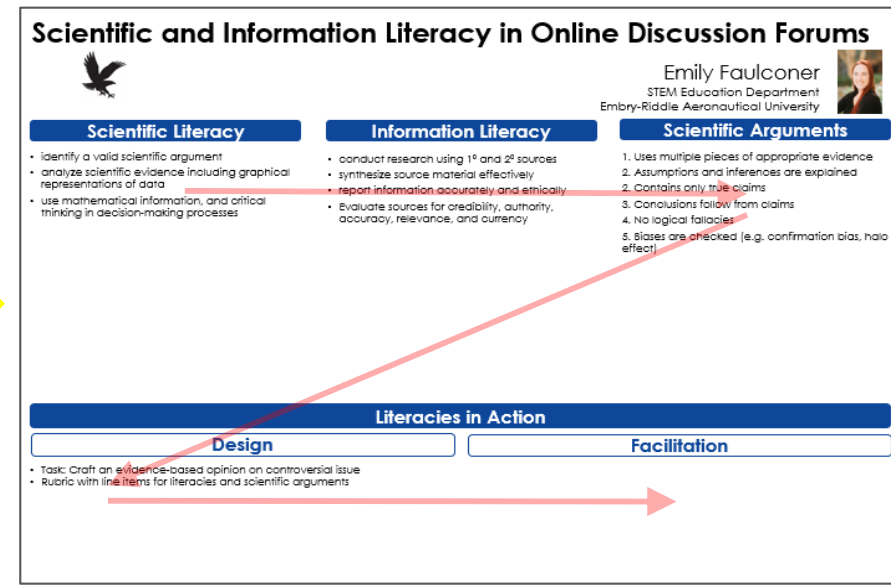 Scientific and Information Literacy in Online Discussion Forums
Emily Faulconer
STEM Education Department
Embry-Riddle Aeronautical University
Scientific Literacy
• identify a valid scientific argument
• analyze scientific evidence including graphical
representations of data
• use mathematical information, and critical
thinking in decision-making processes
Information Literacy
• conduct research using 1º and 2º sources
• synthesize source material effectively
• report information accurately and ethically
• Evaluate sources for credibility, authority,
accuracy, relevance, and currency
Scientific Arguments
1. Uses multiple pieces of appropriate evidence
2. Assumptions and inferences are explained
2. Contains only true claims
3. Conclusions follow from claims
4. No logical fallacies
5. Biases are checked (e.g. confirmation bias, halo
effect)
Literacies in Action
Design
• Task: Craft an evidence-based opinion on controversial issue
• Rubric with line items for literacies and scientific arguments
Facilitation